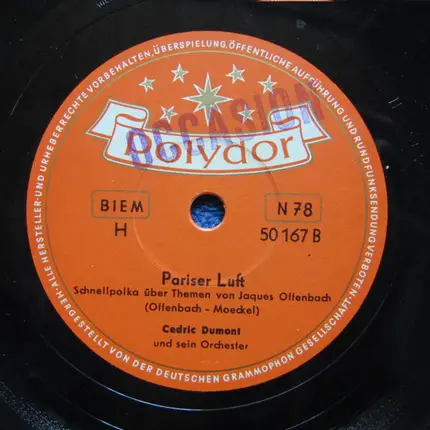 ALLE HERSTELLER- UND URHEBERRECHTE VORBEHALTEN, ÜBERSPIELUNG, ÖFFENTLICHE AUFFÜHRUNG UND RUNDFUNKSENDUNG VERBOTEN
Polydor
OCCASION
BIEM
N 78
H
50 167 B
Pariser Luft
Schnellpolka über Themen von Jaques Offenbach
(Offenbach - Moeckel)
Cedric Dumont
und sein Orchester
HERGESTELLT VON DER DEUTSCHEN GRAMMOPHON GESELLSCHAFT